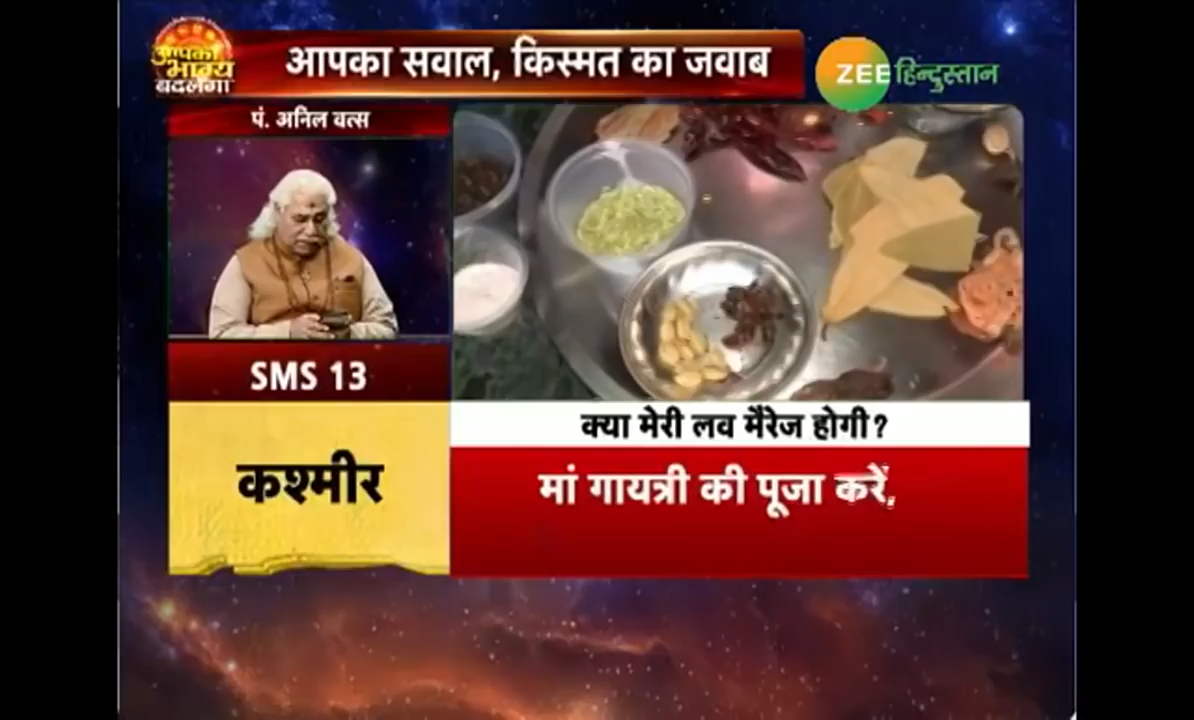 आपका
भाग्य
बदलेगा
आपका सवाल, किस्मत का जवाब
ZEE हिन्दुस्तान
पं. अनिल वत्स
SMS 13
क्या मेरी लव मैरेज होगी?
कश्मीर
मां गायत्री की पूजा करें,